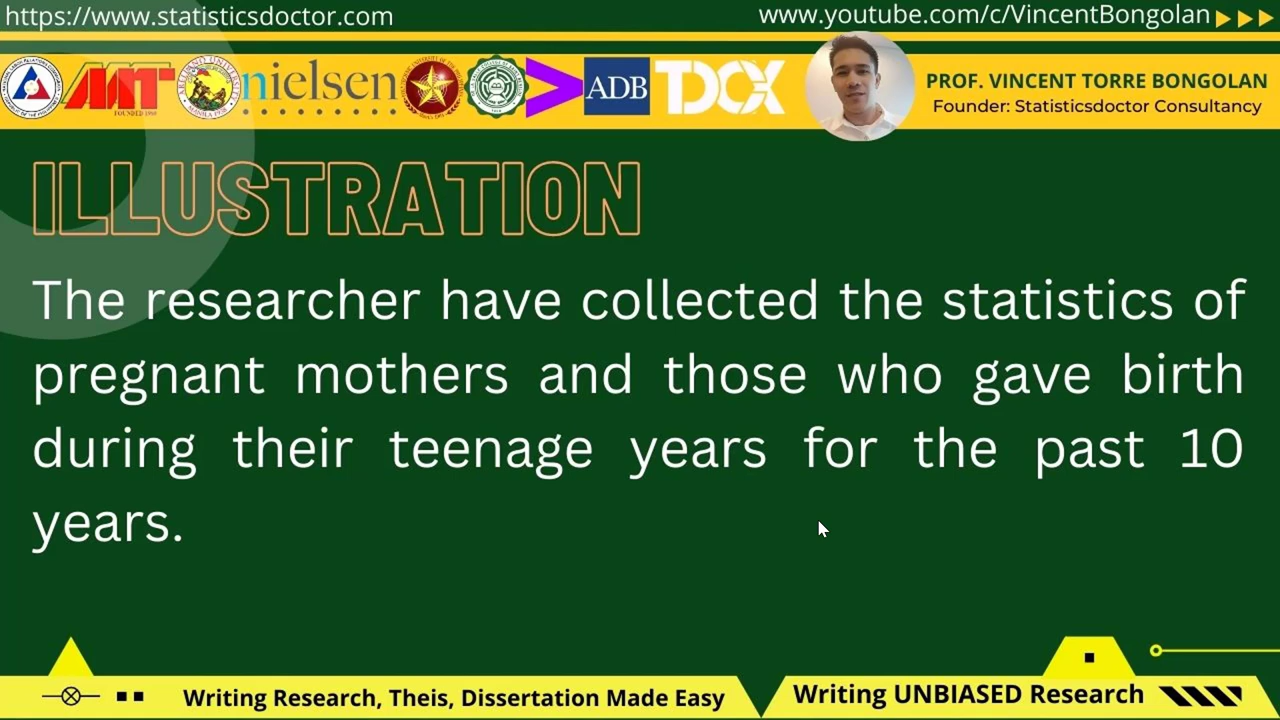 https://www.statisticsdoctor.com
www.youtube.com/c/VincentBongolan
nielsen
ADB
TDCX
PROF. VINCENT TORRE BONGOLAN
Founder: Statisticsdoctor Consultancy
ILLUSTRATION
The researcher have collected the statistics of
pregnant mothers and those who gave birth
during their teenage years for the past 10
years.
Writing Research, Theis, Dissertation Made Easy
Writing UNBIASED Research